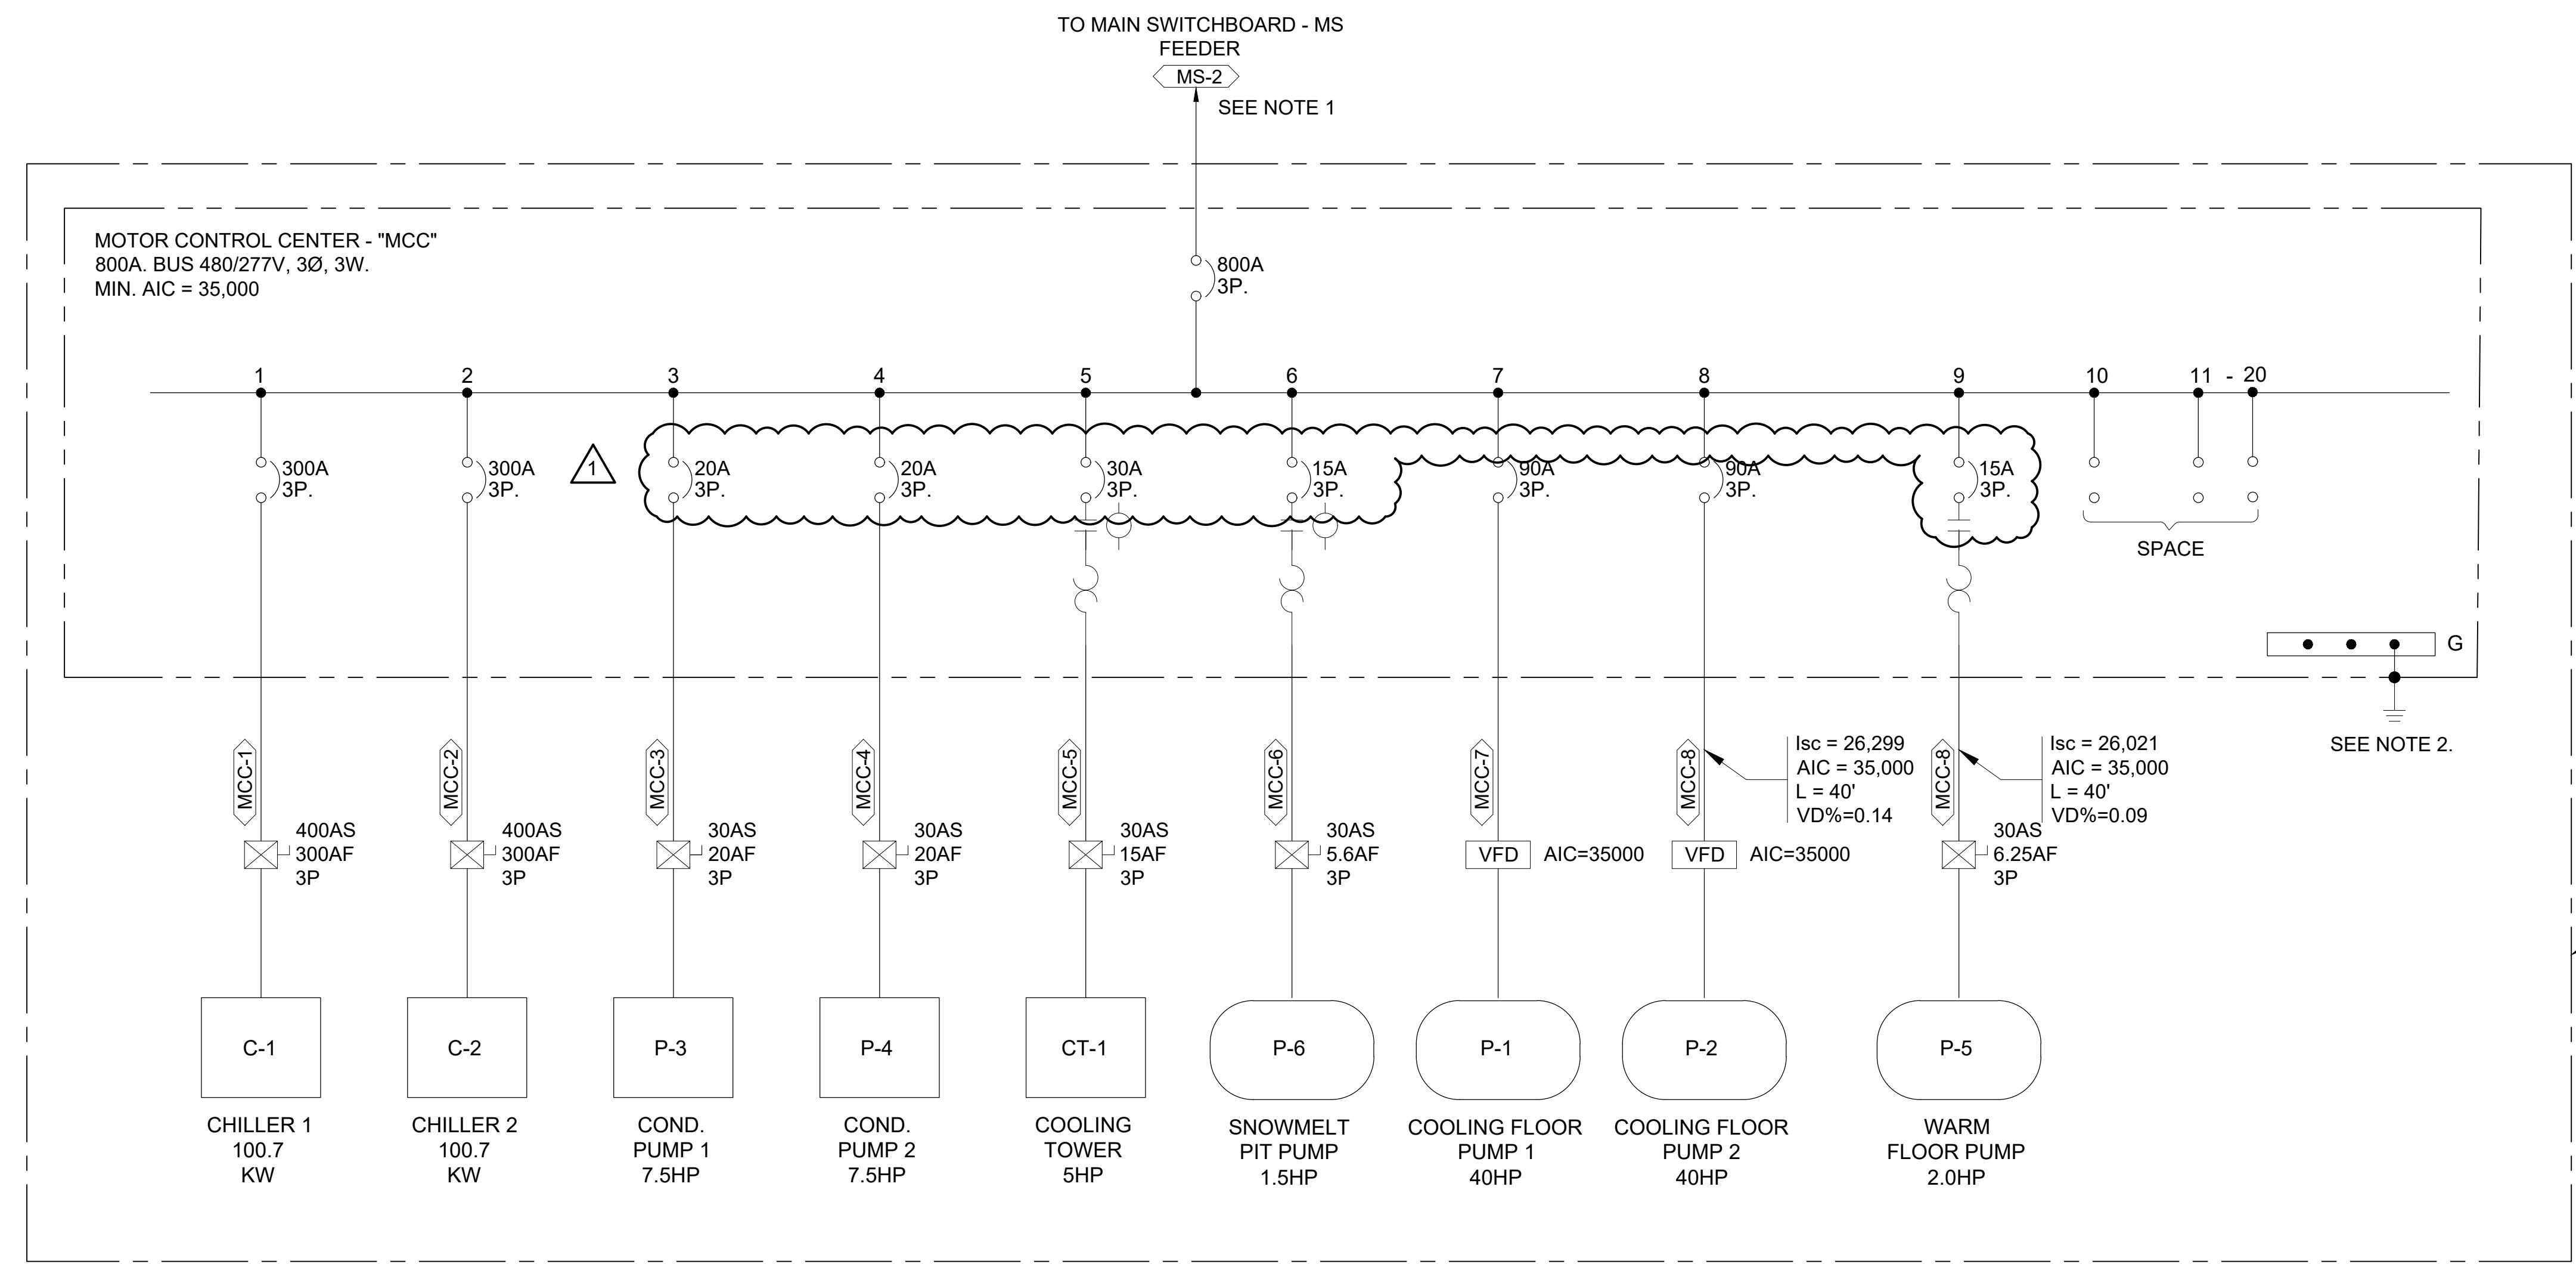 TO MAIN SWITCHBOARD - MS
FEEDER
MS-2
SEE NOTE 1
MOTOR CONTROL CENTER - "MCC"
800A. BUS 480/277V, 3Ø, 3W.
MIN. AIC = 35,000
800A
3P.
1
2
3
4
5
6
7
8
9
10
11 - 20
300A
3P.
300A
3P.
1
20A
3P.
20A
3P.
30A
3P.
15A
3P.
90A
3P.
90A
3P.
15A
3P.
SPACE
G
SEE NOTE 2.
MCC-1
MCC-2
MCC-3
MCC-4
MCC-5
MCC-6
MCC-7
MCC-8
Isc = 26,299
AIC = 35,000
L = 40'
VD%=0.14
MCC-8
Isc = 26,021
AIC = 35,000
L = 40'
VD%=0.09
400AS
300AF
3P
400AS
300AF
3P
30AS
20AF
3P
30AS
20AF
3P
30AS
15AF
3P
30AS
5.6AF
3P
VFD
AIC=35000
VFD
AIC=35000
30AS
6.25AF
3P
C-1
CHILLER 1
100.7
KW
C-2
CHILLER 2
100.7
KW
P-3
COND.
PUMP 1
7.5HP
P-4
COND.
PUMP 2
7.5HP
CT-1
COOLING
TOWER
5HP
P-6
SNOWMELT
PIT PUMP
1.5HP
P-1
COOLING FLOOR
PUMP 1
40HP
P-2
COOLING FLOOR
PUMP 2
40HP
P-5
WARM
FLOOR PUMP
2.0HP